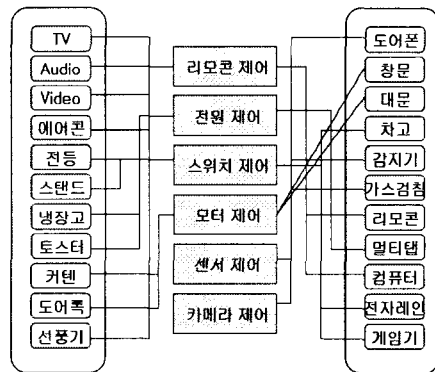 TV
Audio
Video
에어콘
전등
스탠드
냉장고
토스터
커텐
도어록
선풍기
리모콘 제어
전원 제어
스위치 제어
모터 제어
센서 제어
카메라 제어
도어폰
창문
대문
차고
감지기
가스검침
리모콘
멀티탭
컴퓨터
전자레인
게임기